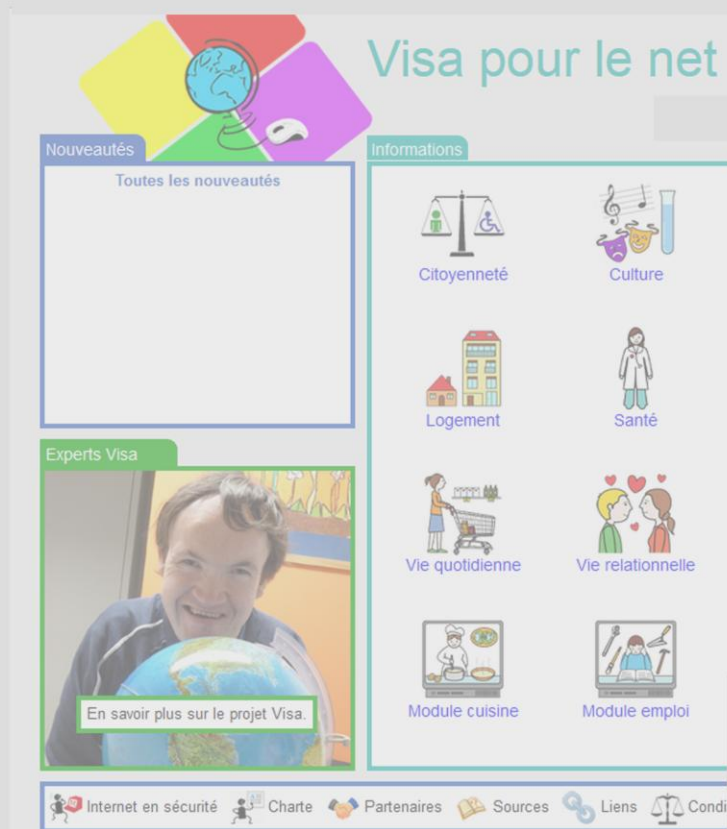 Visa pour le net
Nouveautés
Toutes les nouveautés
Informations
Citoyenneté
Culture
Logement
Santé
Experts Visa
Vie quotidienne
Vie relationnelle
En savoir plus sur le projet Visa.
Module cuisine
Module emploi
Internet en sécurité Charte Partenaires Sources Liens Condi